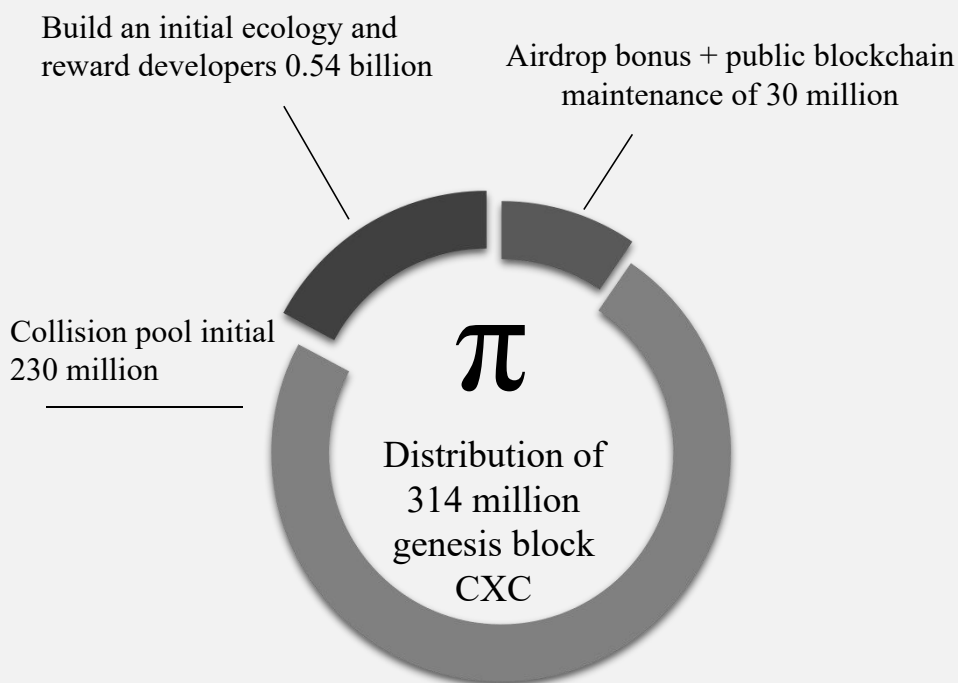 Build an initial ecology and
reward developers 0.54 billion
Airdrop bonus + public blockchain
maintenance of 30 million
Collision pool initial
230 million
π
Distribution of
314 million
genesis block
CXC